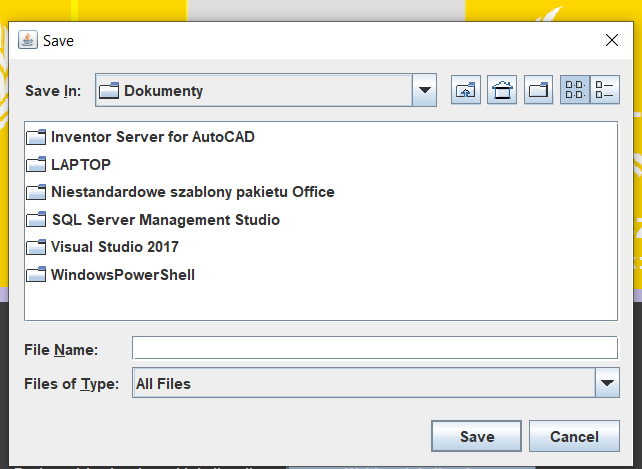 Save
Save In: Dokumenty
Inventor Server for AutoCAD
LAPTOP
Niestandardowe szablony pakietu Office
SQL Server Management Studio
Visual Studio 2017
WindowsPowerShell
File Name:
Files of Type: All Files
Save Cancel